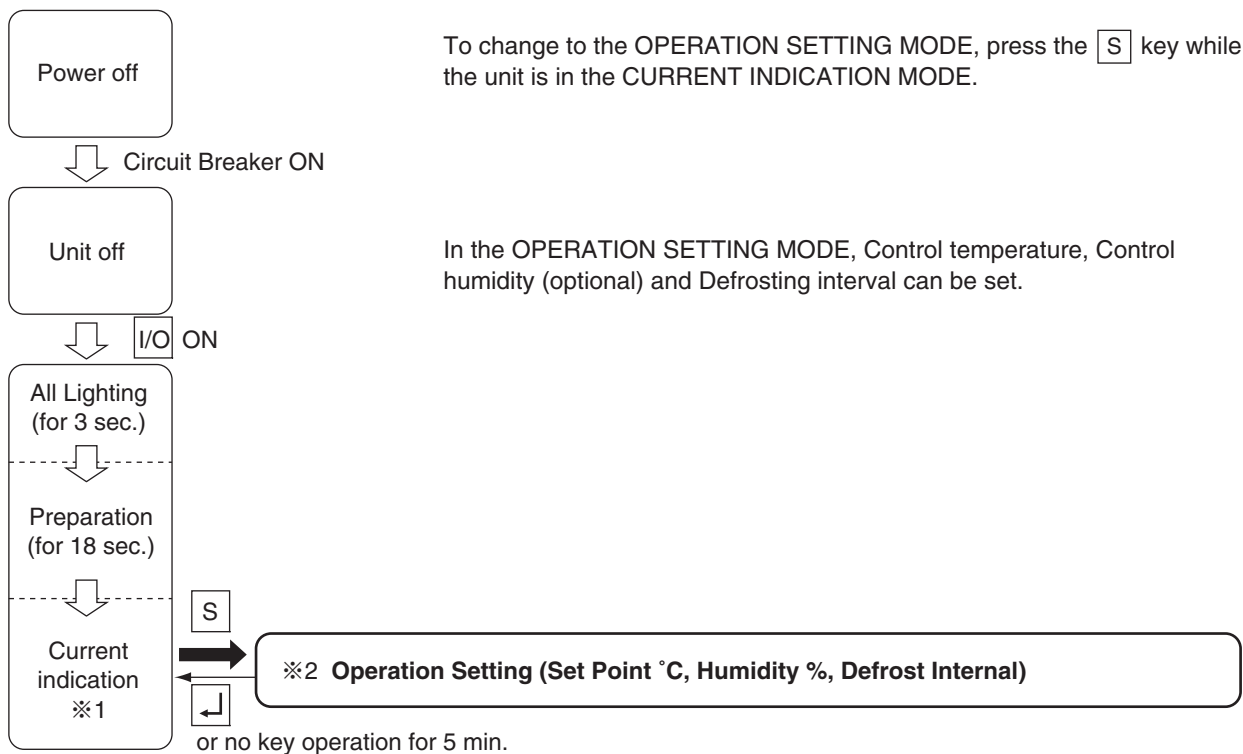 Power off
To change to the OPERATION SETTING MODE, press the S key while
the unit is in the CURRENT INDICATION MODE.
Circuit Breaker ON
Unit off
In the OPERATION SETTING MODE, Control temperature, Control
humidity (optional) and Defrosting interval can be set.
I/O ON
All Lighting
(for 3 sec.)
Preparation
(for 18 sec.)
S
Current
indication
※1
※2 Operation Setting (Set Point ˚C, Humidity %, Defrost Internal)
↵
or no key operation for 5 min.